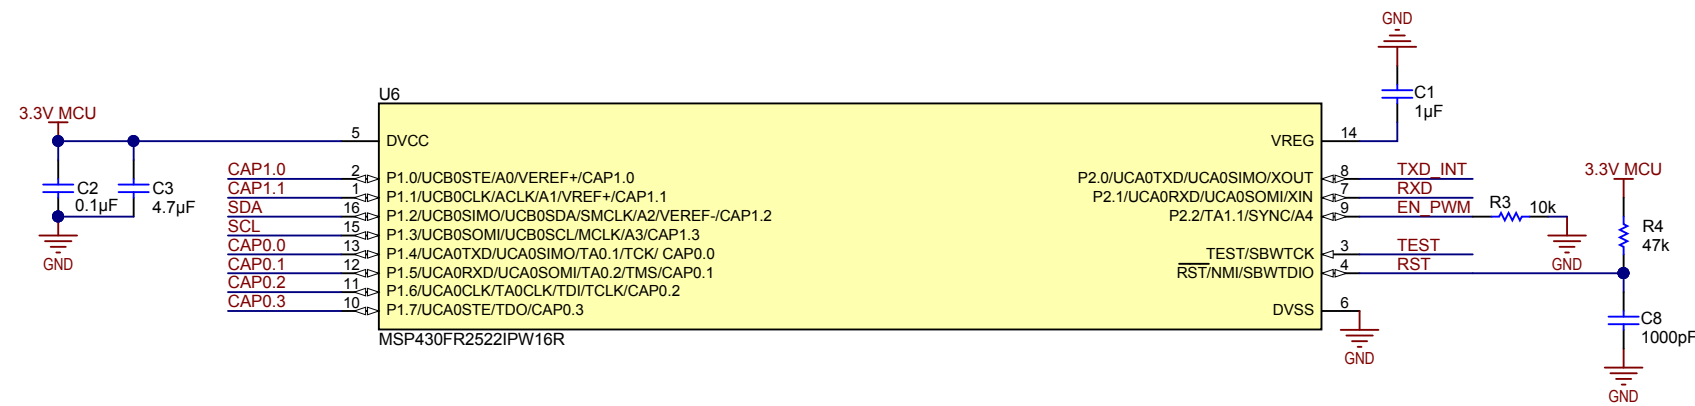 GND
U6
C1
1µF
3.3V MCU
5
DVCC
VREG
14
C2
0.1µF
C3
4.7µF
GND
CAP1.0
2
P1.0/UCB0STE/A0/VEREF+/CAP1.0
CAP1.1
1
P1.1/UCB0CLK/ACLK/A1/VREF+/CAP1.1
SDA
16
P1.2/UCB0SIMO/UCB0SDA/SMCLK/A2/VEREF-/CAP1.2
SCL
15
P1.3/UCB0SOMI/UCB0SCL/MCLK/A3/CAP1.3
CAP0.0
13
P1.4/UCA0TXD/UCA0SIMO/TA0.1/TCK/ CAP0.0
CAP0.1
12
P1.5/UCA0RXD/UCA0SOMI/TA0.2/TMS/CAP0.1
CAP0.2
11
P1.6/UCA0CLK/TA0CLK/TDI/TCLK/CAP0.2
CAP0.3
10
P1.7/UCA0STE/TDO/CAP0.3
P2.0/UCA0TXD/UCA0SIMO/XOUT
8
TXD_INT
P2.1/UCA0RXD/UCA0SOMI/XIN
7
RXD
P2.2/TA1.1/SYNC/A4
9
EN_PWM
R3
10k
GND
TEST/SBWTCK
3
TEST
RST/NMI/SBWTDIO
4
RST
DVSS
6
GND
3.3V MCU
R4
47k
C8
1000pF
GND
MSP430FR2522IPW16R